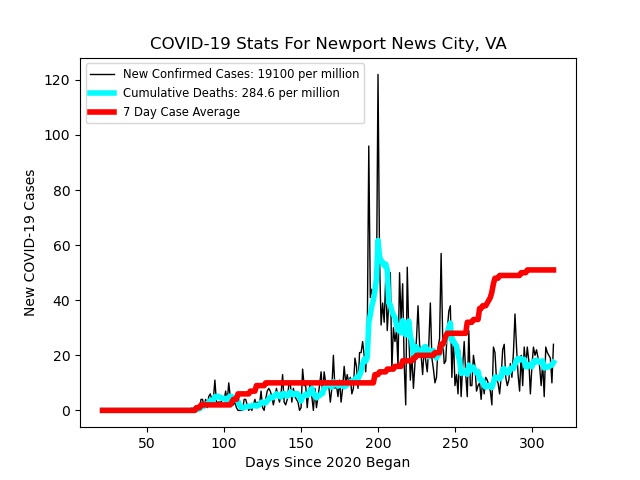 COVID-19 Stats For Newport News City, VA
New Confirmed Cases: 19100 per million
Cumulative Deaths: 284.6 per million
7 Day Case Average
New COVID-19 Cases
120
100
80
60
40
20
0
50 100 150 200 250 300
Days Since 2020 Began